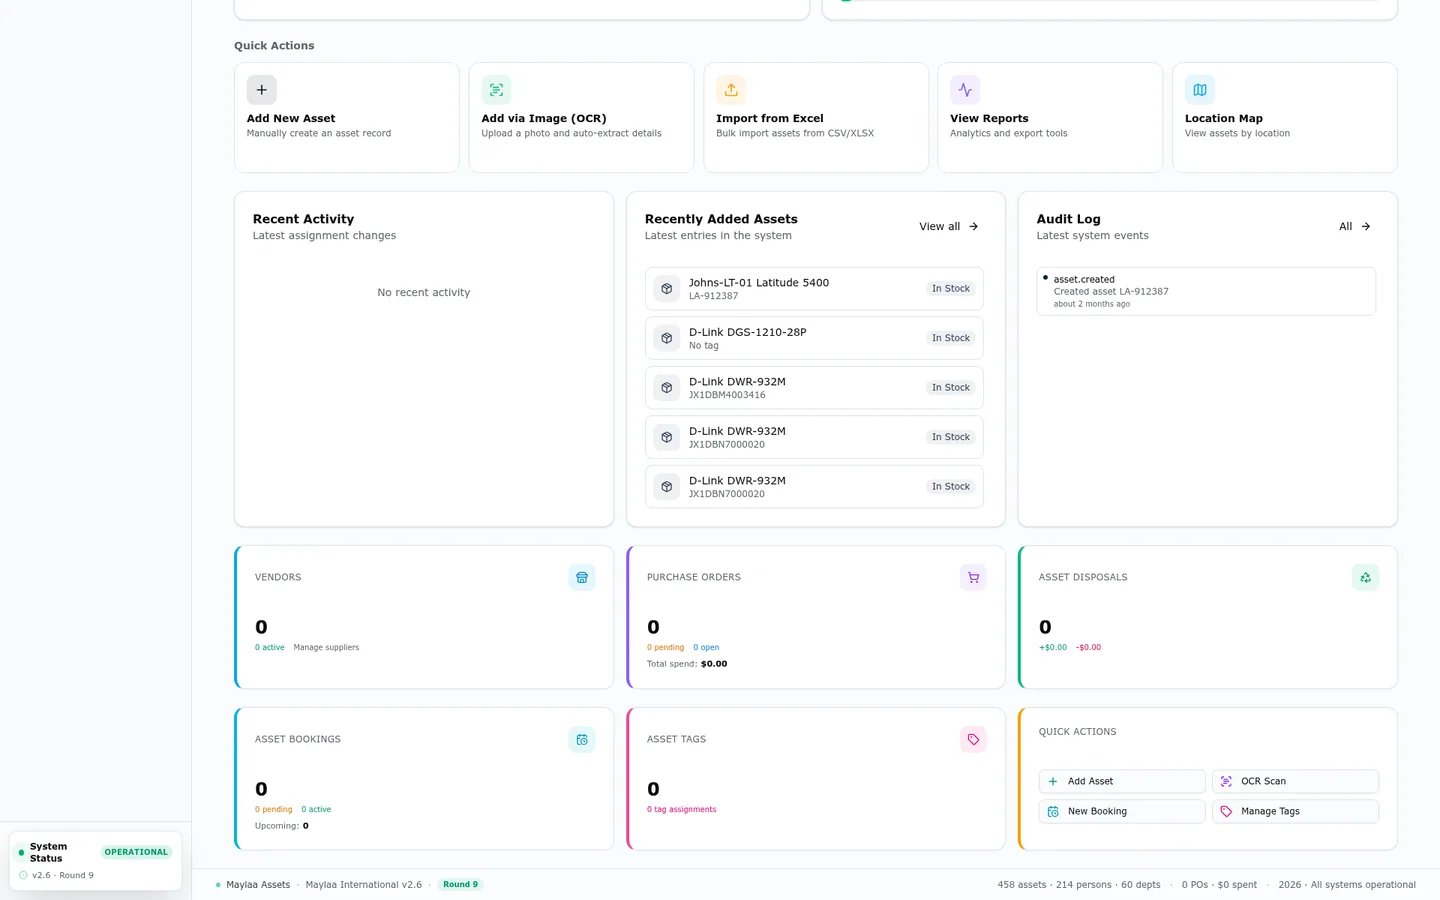 Quick Actions
Add New Asset
Manually create an asset record
Add via Image (OCR)
Upload a photo and auto-extract details
Import from Excel
Bulk import assets from CSV/XLSX
View Reports
Analytics and export tools
Location Map
View assets by location
Recent Activity
Latest assignment changes
No recent activity
Recently Added Assets
Latest entries in the system
View all
Johns-LT-01 Latitude 5400
LA-912387
In Stock
D-Link DGS-1210-28P
No tag
In Stock
D-Link DWR-932M
JX1DBM4003416
In Stock
D-Link DWR-932M
JX1DBN7000020
In Stock
D-Link DWR-932M
JX1DBN7000020
In Stock
Audit Log
Latest system events
All
asset.created
Created asset LA-912387
about 2 months ago
VENDORS
0
0 active Manage suppliers
PURCHASE ORDERS
0
0 pending 0 open
Total spend: $0.00
ASSET DISPOSALS
0
+$0.00 -$0.00
ASSET BOOKINGS
0
0 pending 0 active
Upcoming: 0
ASSET TAGS
0
0 tag assignments
QUICK ACTIONS
Add Asset
OCR Scan
New Booking
Manage Tags
System Status
OPERATIONAL
v2.6 · Round 9
Maylaa Assets · Maylaa International v2.6 · Round 9
458 assets · 214 persons · 60 depts · 0 POs · $0 spent · 2026 · All systems operational